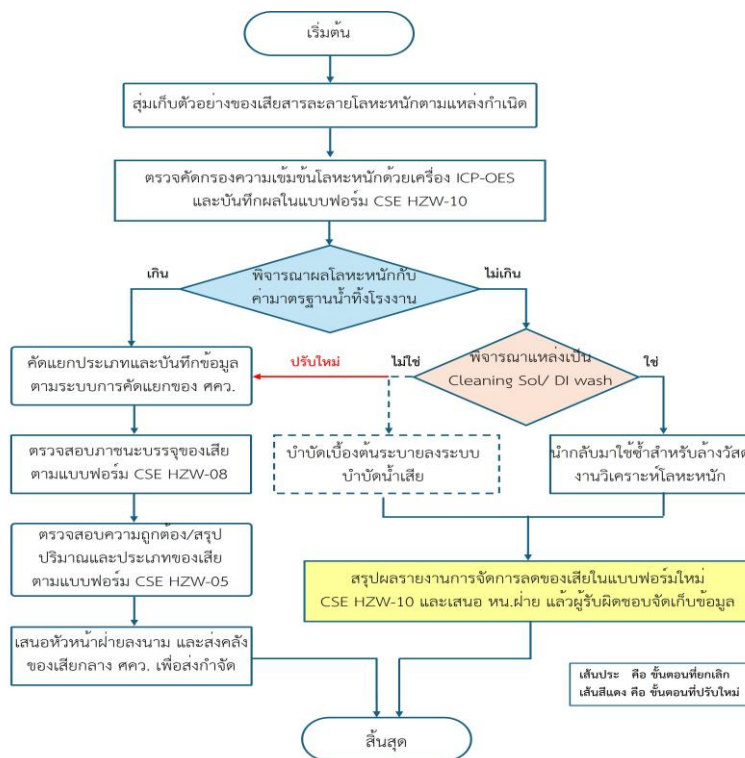 เริ่มต้น
สุ่มเก็บตัวอย่างของเสียสารละลายโลหะหนักตามแหล่งกำเนิด
ตรวจคัดกรองความเข้มข้นโลหะหนักด้วยเครื่อง ICP-OES
และบันทึกผลในแบบฟอร์ม CSE HZW-10
เกิน
พิจารณาผลโลหะหนักกับ
ค่ามาตรฐานน้ำทิ้งโรงงาน
ไม่เกิน
คัดแยกประเภทและบันทึกข้อมูล
ตามระบบการคัดแยกของ ศคว.
ปรับใหม่
ไม่ใช่
พิจารณาแหล่งเป็น
Cleaning Sol/ DI wash
ใช่
ตรวจสอบภาชนะบรรจุของเสีย
ตามแบบฟอร์ม CSE HZW-08
บำบัดเบื้องต้นระบายลงระบบ
บำบัดน้ำเสีย
นำกลับมาใช้ซ้ำสำหรับล้างวัสดุ
งานวิเคราะห์โลหะหนัก
ตรวจสอบความถูกต้อง/สรุป
ปริมาณและประเภทของเสีย
ตามแบบฟอร์ม CSE HZW-05
สรุปผลรายงานการจัดการลดของเสียในแบบฟอร์มใหม่
CSE HZW-10 และเสนอ หน.ฝ่าย แล้วผู้รับผิดชอบจัดเก็บข้อมูล
เสนอหัวหน้าฝ่ายลงนาม และส่งคลัง
ของเสียกลาง ศคว. เพื่อส่งกำจัด
เส้นประ คือ ขั้นตอนที่ยกเลิก
เส้นสีแดง คือ ขั้นตอนที่ปรับใหม่
สิ้นสุด